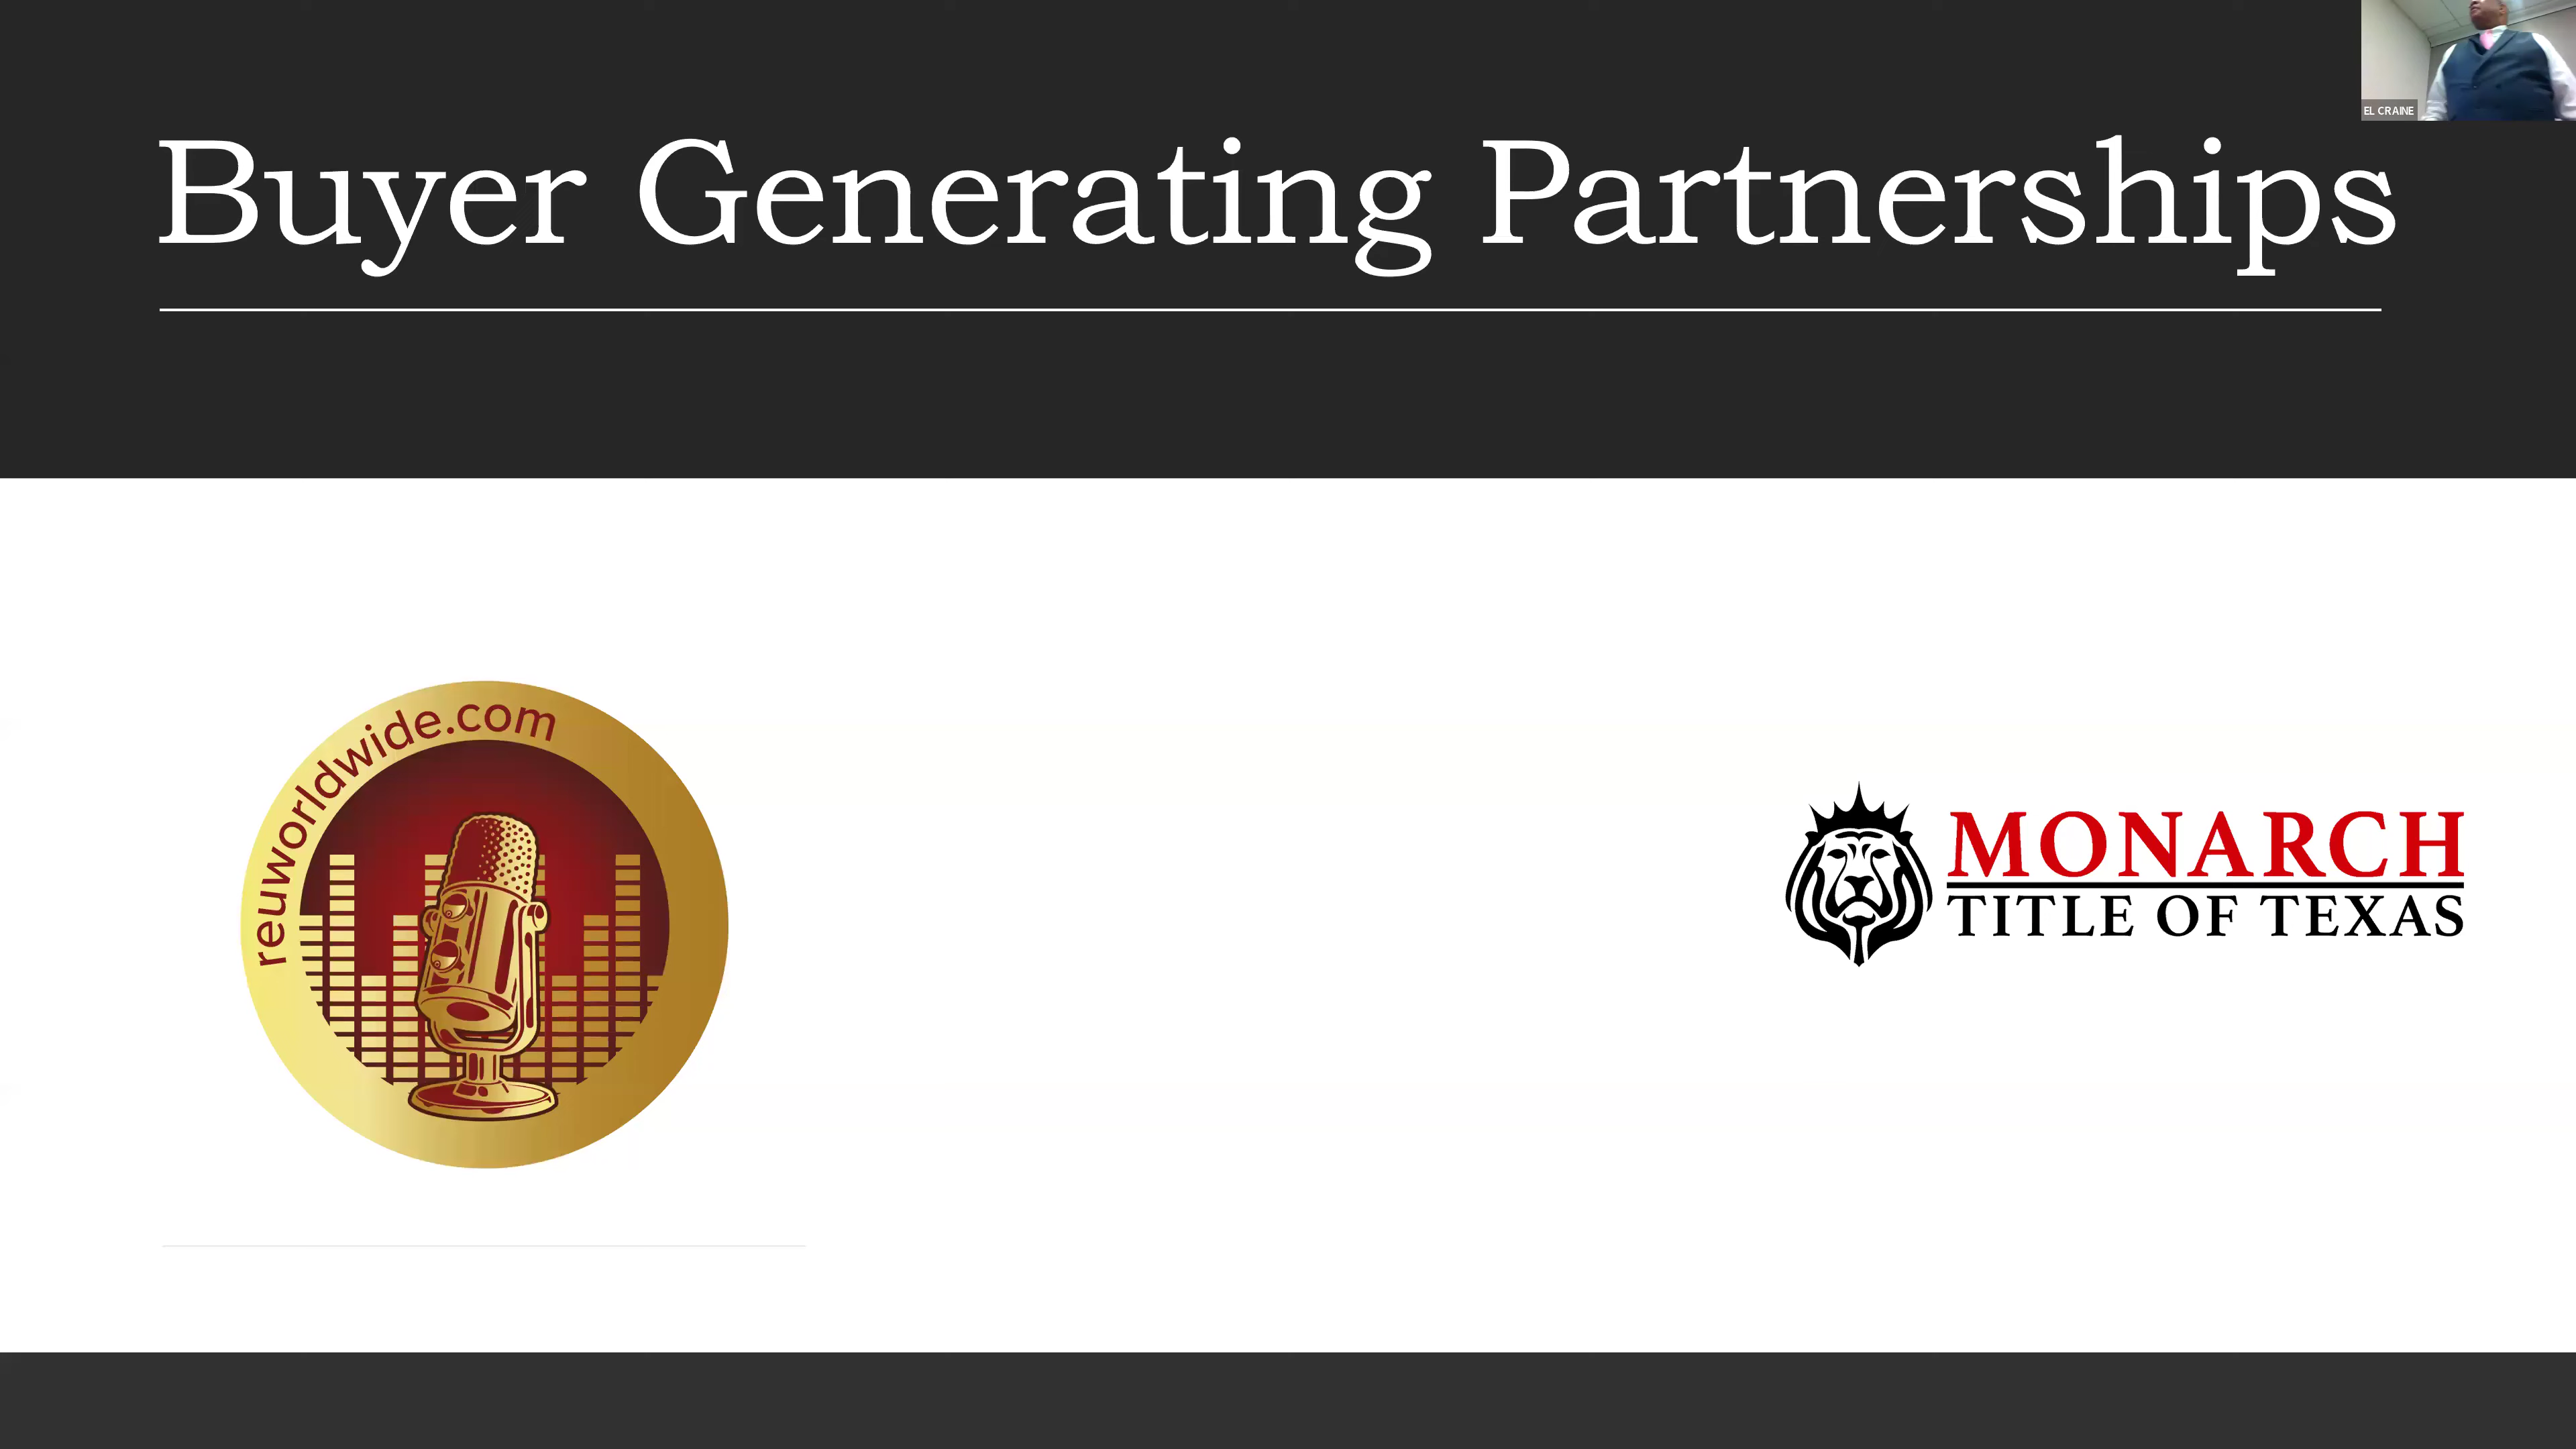 EL CRAINE
Buyer Generating Partnerships
reuworldwide.com
MONARCH
TITLE OF TEXAS